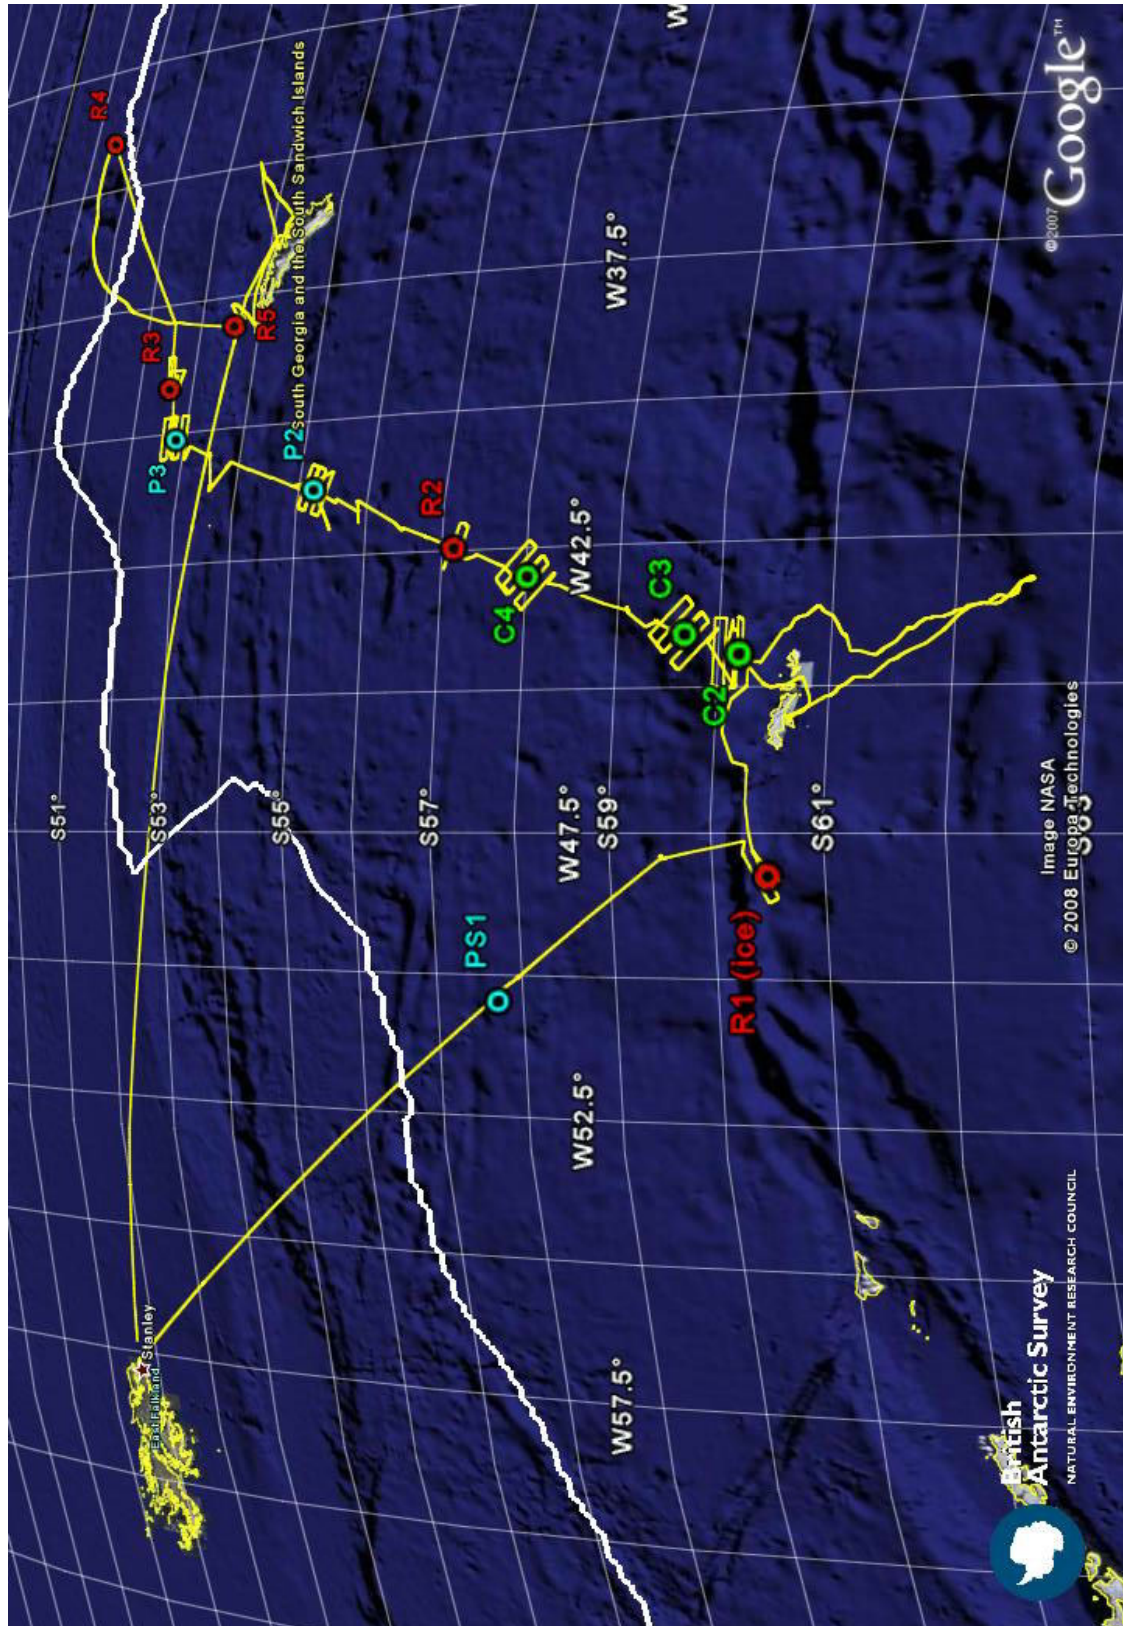 Stanley
East Falkland
R4
R3
P3
R5
P2
South Georgia and the South Sandwich Islands
R2
C4
C3
C2
PS1
R1 (ice)
S51°
S53°
S55°
S57°
S59°
S61°
S63°
W57.5°
W52.5°
W47.5°
W42.5°
W37.5°
W
British
Antarctic Survey
NATURAL ENVIRONMENT RESEARCH COUNCIL
Image NASA
© 2008 Europa Technologies
©2007 Google™